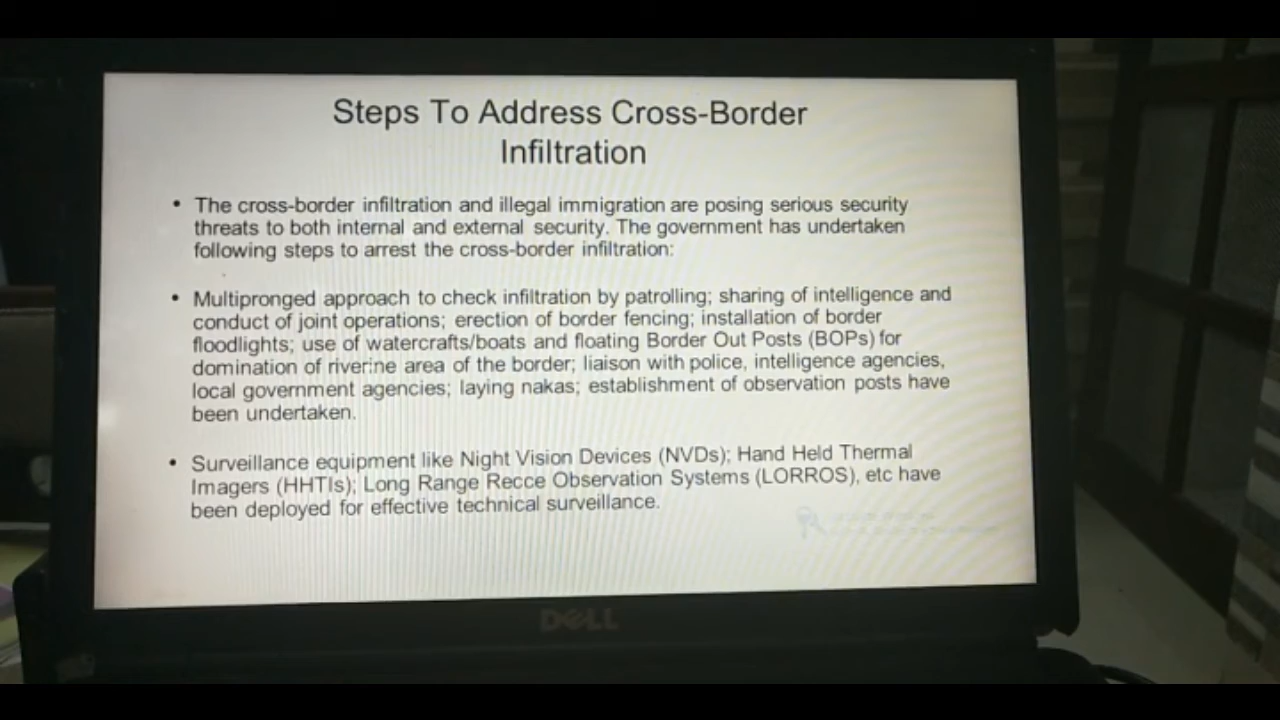 Steps To Address Cross-Border
Infiltration
• The cross-border infiltration and illegal immigration are posing serious security
threats to both internal and external security. The government has undertaken
following steps to arrest the cross-border infiltration:
• Multipronged approach to check infiltration by patrolling; sharing of intelligence and
conduct of joint operations; erection of border fencing; installation of border
floodlights; use of watercrafts/boats and floating Border Out Posts (BOPs) for
domination of riverine area of the border; liaison with police, intelligence agencies,
local government agencies; laying nakas; establishment of observation posts have
been undertaken.
• Surveillance equipment like Night Vision Devices (NVDs); Hand Held Thermal
Imagers (HHTIs); Long Range Recce Observation Systems (LORROS), etc have
been deployed for effective technical surveillance.
DELL